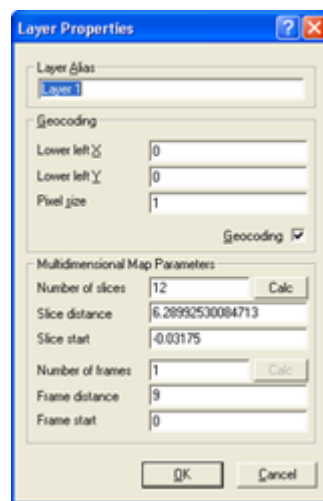 Layer Properties
Layer Alias
Layer 1
Geocoding
Lower left X 0
Lower left Y 0
Pixel size 1
Geocoding
Multidimensional Map Parameters
Number of slices 12 Calc
Slice distance 6.28992530084713
Slice start -0.03175
Number of frames 1 Calc
Frame distance 9
Frame start 0
OK Cancel